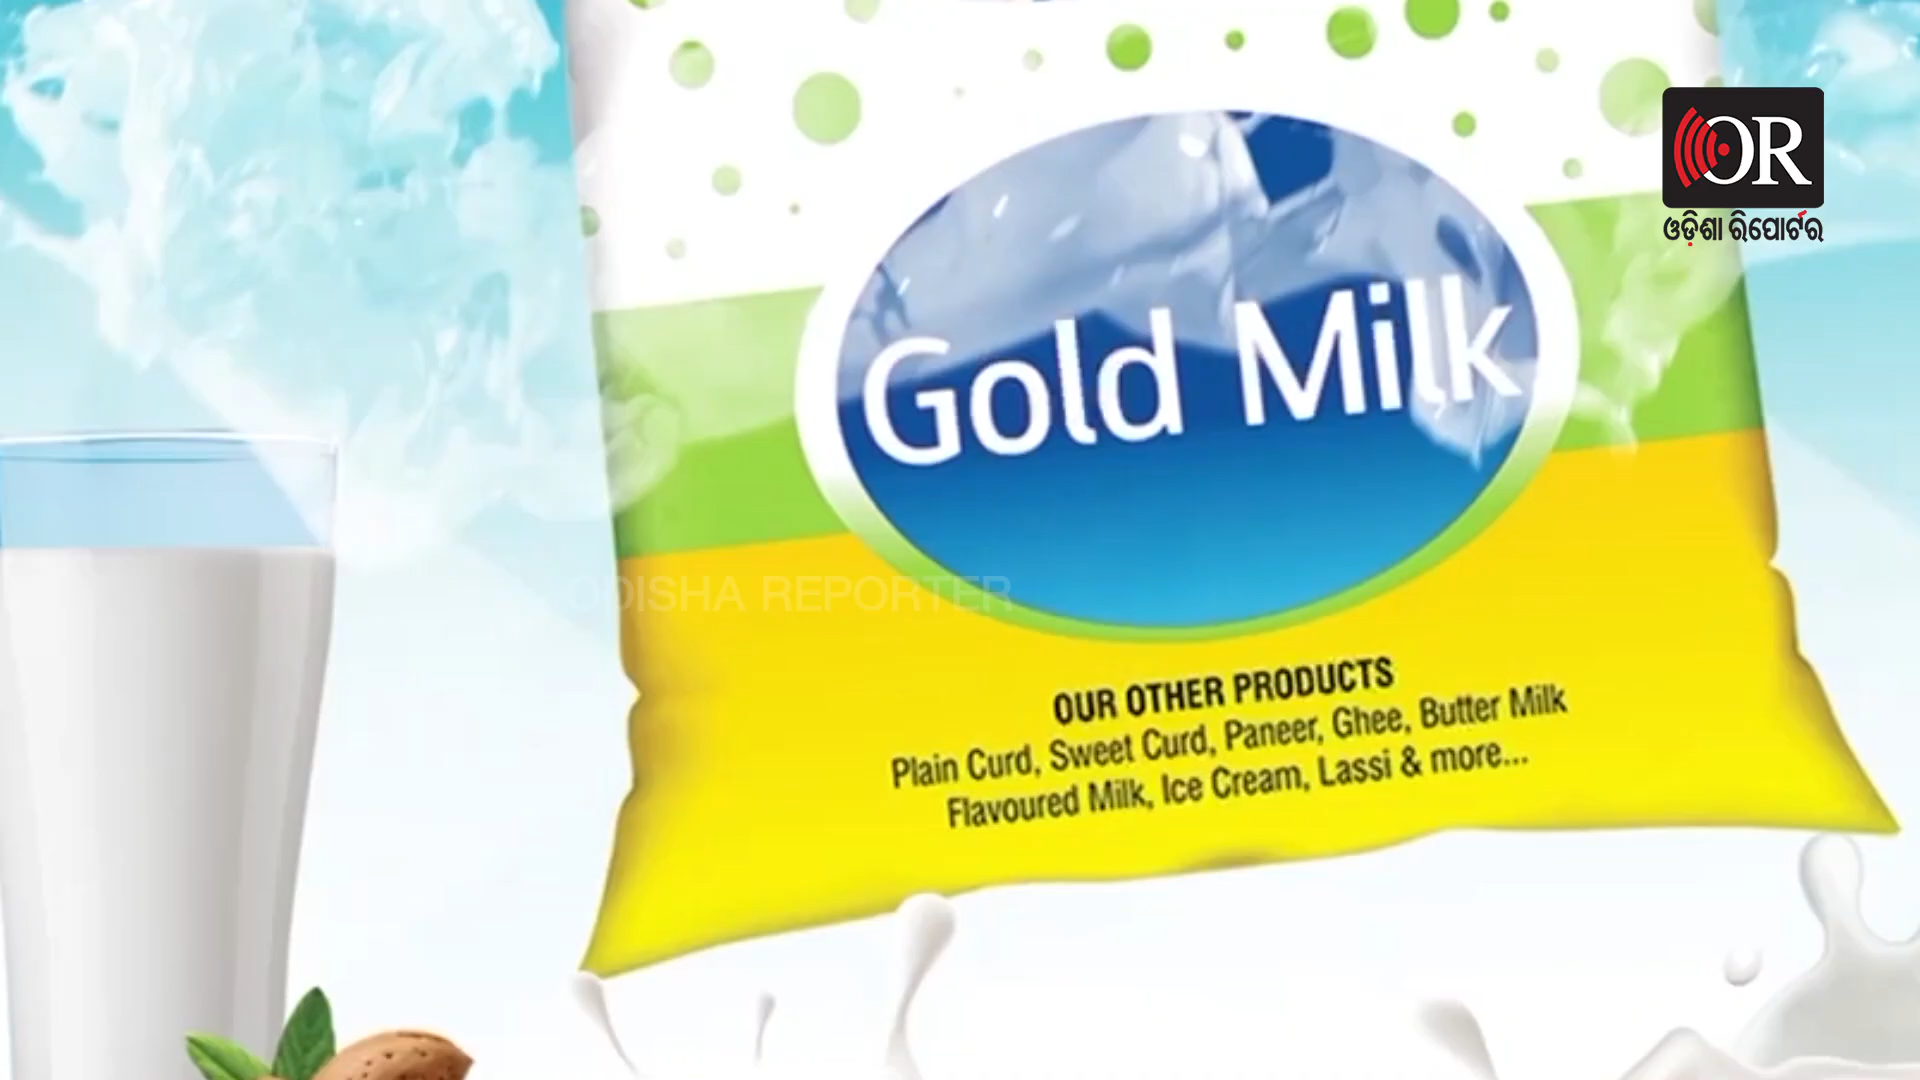 OR
ଓଡ଼ିଶା ରିପୋର୍ଟର
Gold Milk
ODISHA REPORTER
OUR OTHER PRODUCTS
Plain Curd, Sweet Curd, Paneer, Ghee, Butter Milk
Flavoured Milk, Ice Cream, Lassi & more...